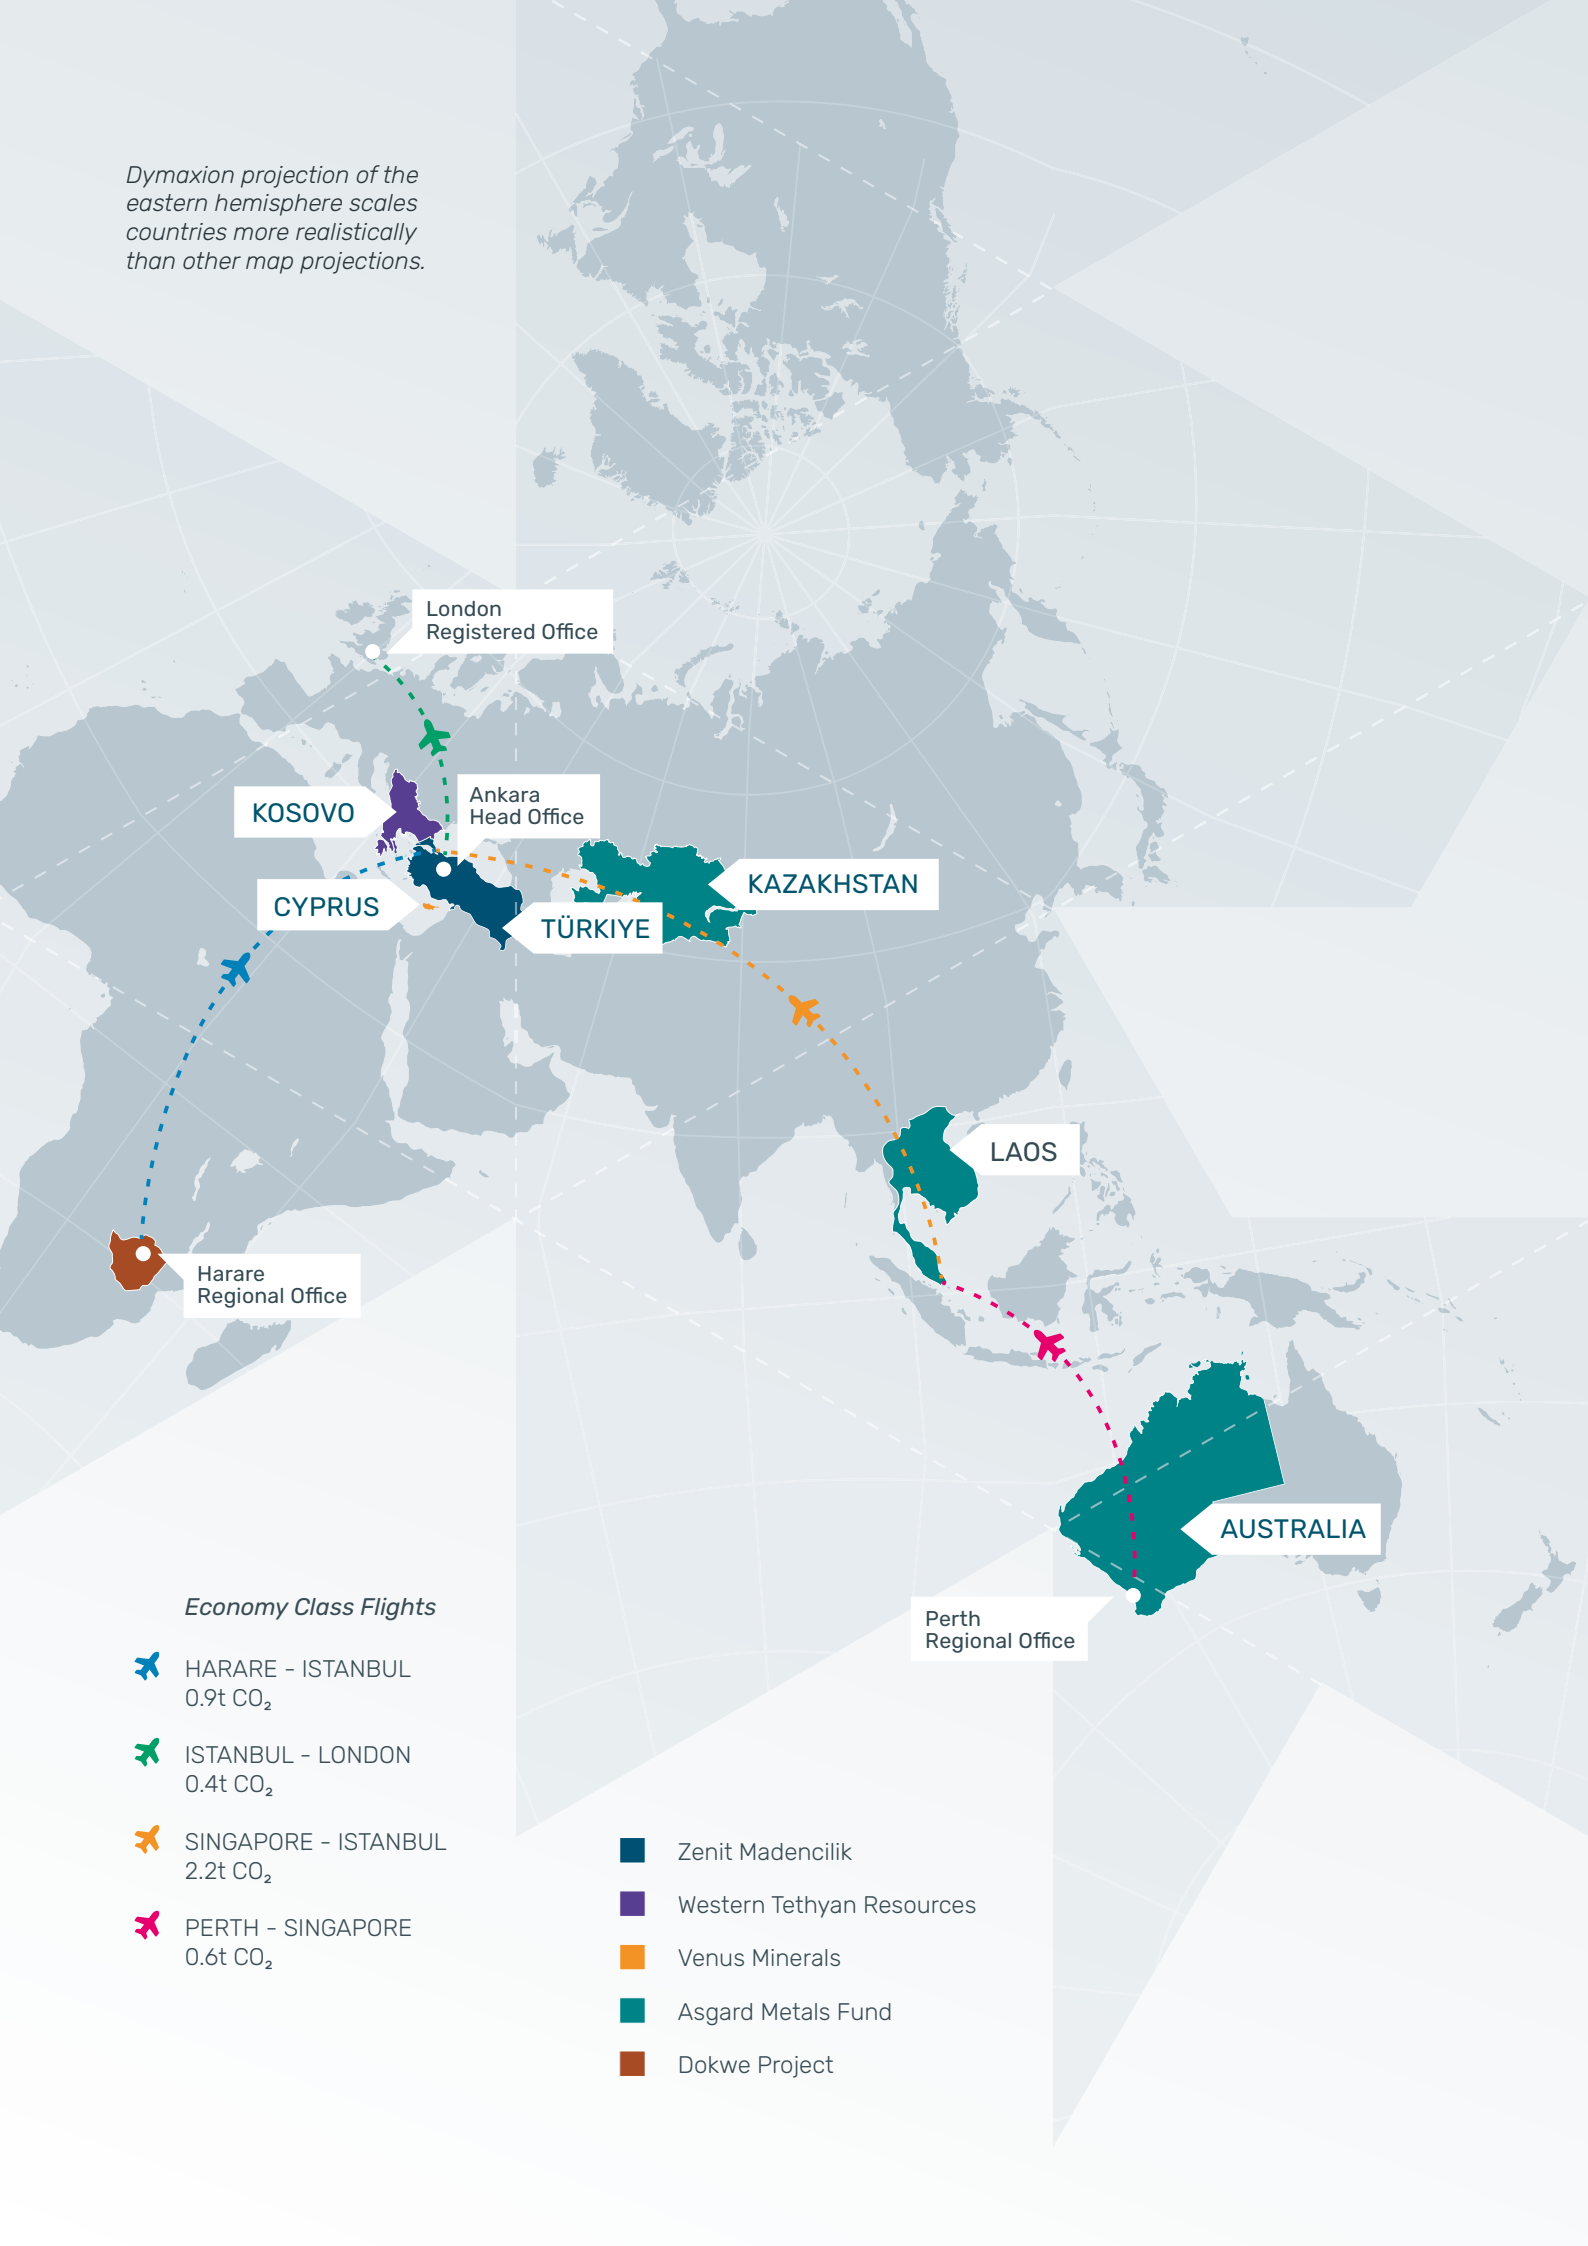 Dymaxion projection of the
eastern hemisphere scales
countries more realistically
than other map projections.
London
Registered Office
KOSOVO
Ankara
Head Office
CYPRUS
KAZAKHSTAN
TÜRKIYE
LAOS
Harare
Regional Office
AUSTRALIA
Perth
Regional Office
Economy Class Flights
HARARE - ISTANBUL
0.9t CO₂
ISTANBUL - LONDON
0.4t CO₂
SINGAPORE - ISTANBUL
2.2t CO₂
PERTH - SINGAPORE
0.6t CO₂
Zenit Madencilik
Western Tethyan Resources
Venus Minerals
Asgard Metals Fund
Dokwe Project